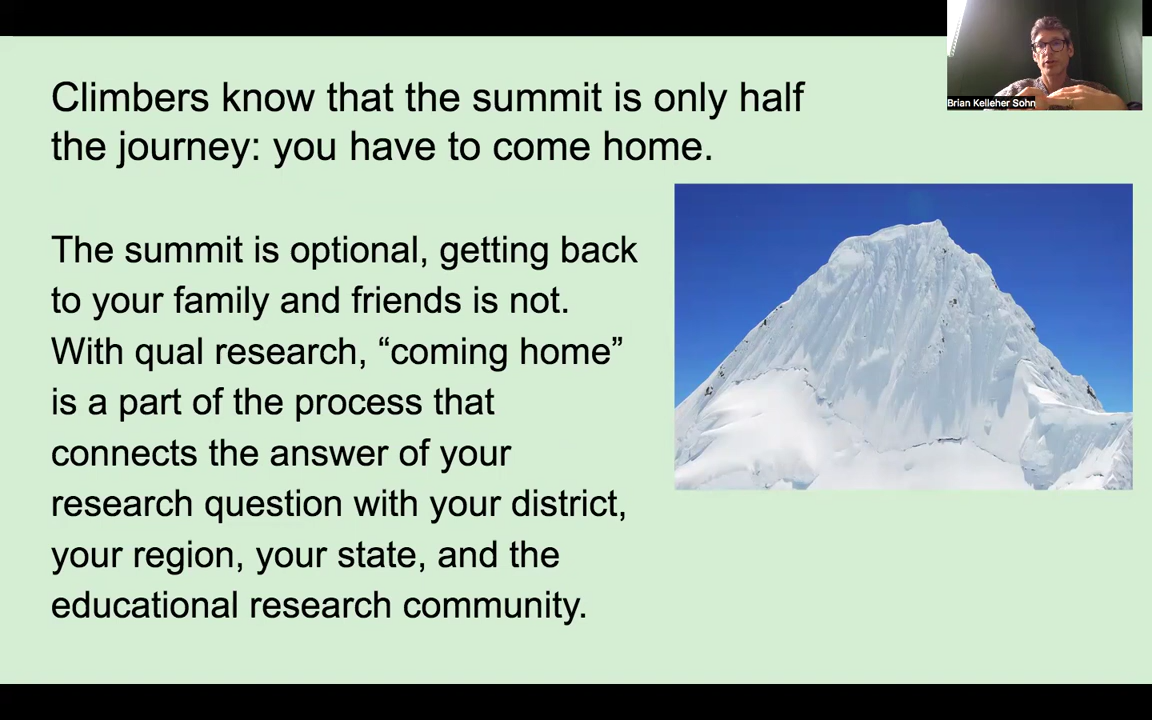 Climbers know that the summit is only half
the journey: you have to come home.
Brian Kelleher Sohn
The summit is optional, getting back
to your family and friends is not.
With qual research, “coming home”
is a part of the process that
connects the answer of your
research question with your district,
your region, your state, and the
educational research community.